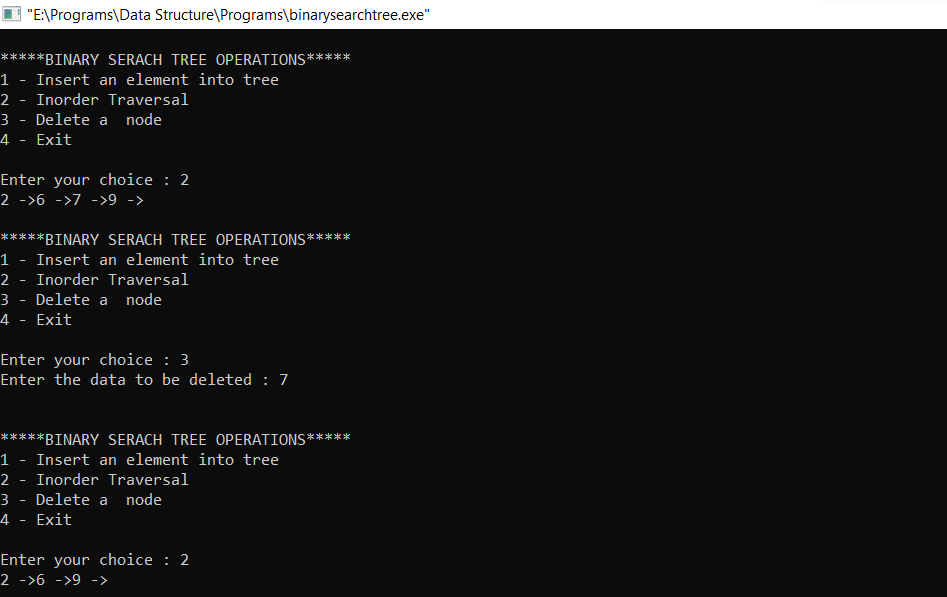 "E:\Programs\Data Structure\Programs\binarysearchtree.exe"
*****BINARY SERACH TREE OPERATIONS*****
1 - Insert an element into tree
2 - Inorder Traversal
3 - Delete a  node
4 - Exit
Enter your choice : 2
2 ->6 ->7 ->9 ->
*****BINARY SERACH TREE OPERATIONS*****
1 - Insert an element into tree
2 - Inorder Traversal
3 - Delete a  node
4 - Exit
Enter your choice : 3
Enter the data to be deleted : 7
*****BINARY SERACH TREE OPERATIONS*****
1 - Insert an element into tree
2 - Inorder Traversal
3 - Delete a  node
4 - Exit
Enter your choice : 2
2 ->6 ->9 ->